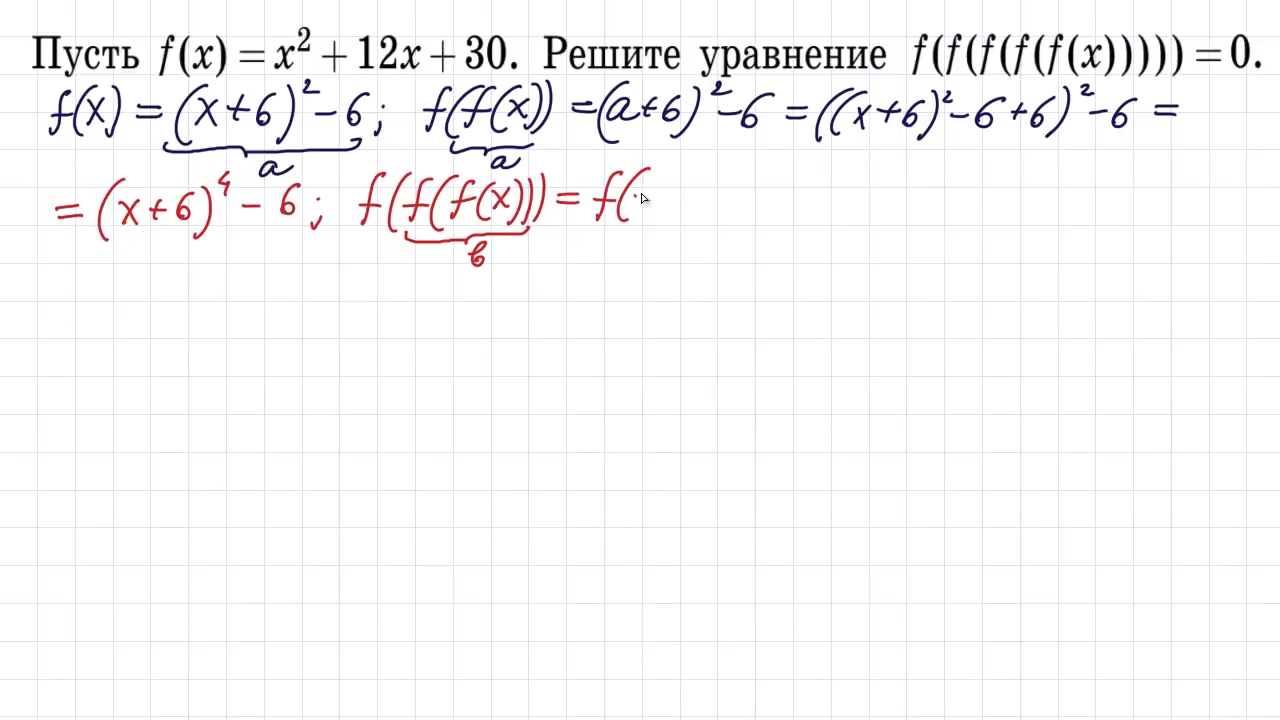 Пусть f(x) = x² + 12x + 30. Решите уравнение f(f(f(f(f(x))))) = 0.
f(x) = (x+6)² - 6; f(f(x)) = (a+6)² - 6 = ((x+6)² - 6 + 6)² - 6 =
a a
= (x+6)⁴ - 6; f(f(f(x))) = f(
в